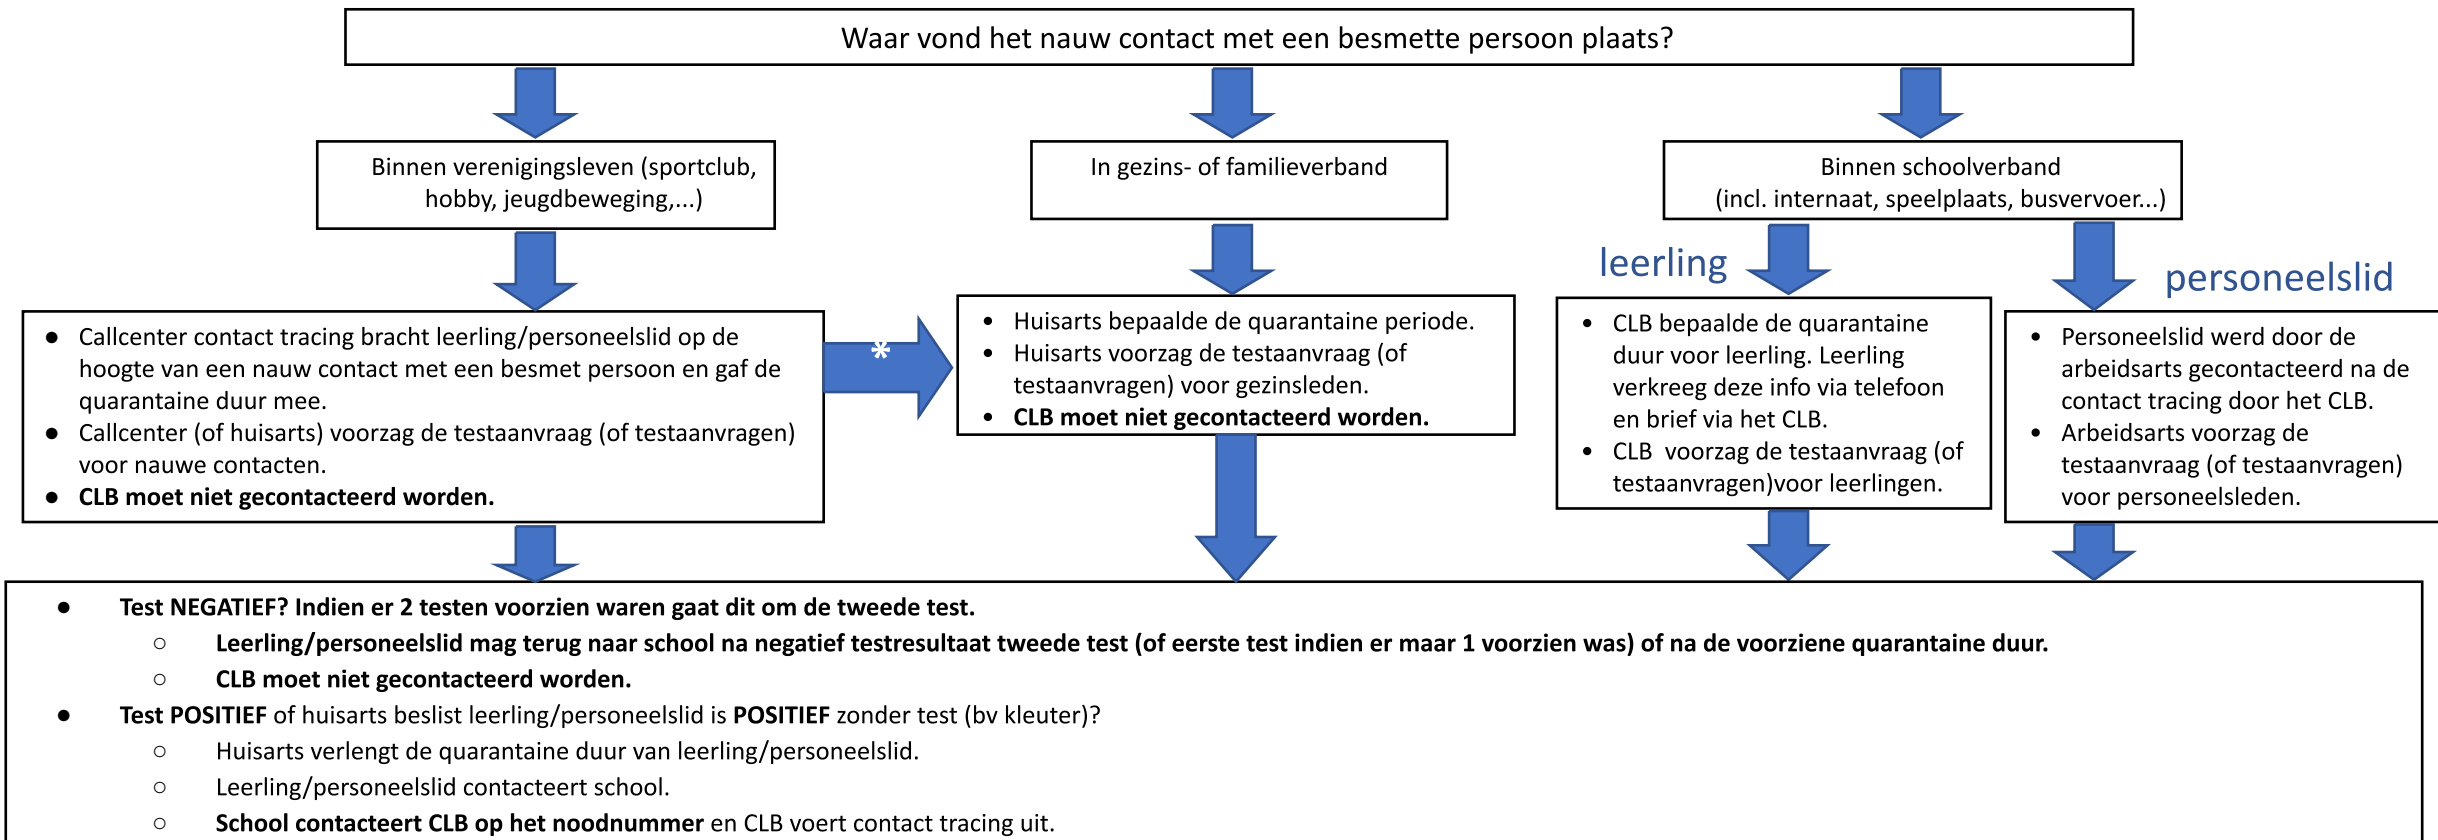 Waar vond het nauw contact met een besmette persoon plaats?
Binnen verenigingsleven (sportclub,
hobby, jeugdbeweging,...)
In gezins- of familieverband
Binnen schoolverband
(incl. internaat, speelplaats, busvervoer...)
leerling
personeelslid
● Callcenter contact tracing bracht leerling/personeelslid op de
hoogte van een nauw contact met een besmet persoon en gaf de
quarantaine duur mee.
● Callcenter (of huisarts) voorzag de testaanvraag (of testaanvragen)
voor nauwe contacten.
● CLB moet niet gecontacteerd worden.
*
• Huisarts bepaalde de quarantaine periode.
• Huisarts voorzag de testaanvraag (of
testaanvragen) voor gezinsleden.
• CLB moet niet gecontacteerd worden.
• CLB bepaalde de quarantaine
duur voor leerling. Leerling
verkreeg deze info via telefoon
en brief via het CLB.
• CLB voorzag de testaanvraag (of
testaanvragen)voor leerlingen.
• Personeelslid werd door de
arbeidsarts gecontacteerd na de
contact tracing door het CLB.
• Arbeidsarts voorzag de
testaanvraag (of testaanvragen)
voor personeelsleden.
● Test NEGATIEF? Indien er 2 testen voorzien waren gaat dit om de tweede test.
○ Leerling/personeelslid mag terug naar school na negatief testresultaat tweede test (of eerste test indien er maar 1 voorzien was) of na de voorziene quarantaine duur.
○ CLB moet niet gecontacteerd worden.
● Test POSITIEF of huisarts beslist leerling/personeelslid is POSITIEF zonder test (bv kleuter)?
○ Huisarts verlengt de quarantaine duur van leerling/personeelslid.
○ Leerling/personeelslid contacteert school.
○ School contacteert CLB op het noodnummer en CLB voert contact tracing uit.